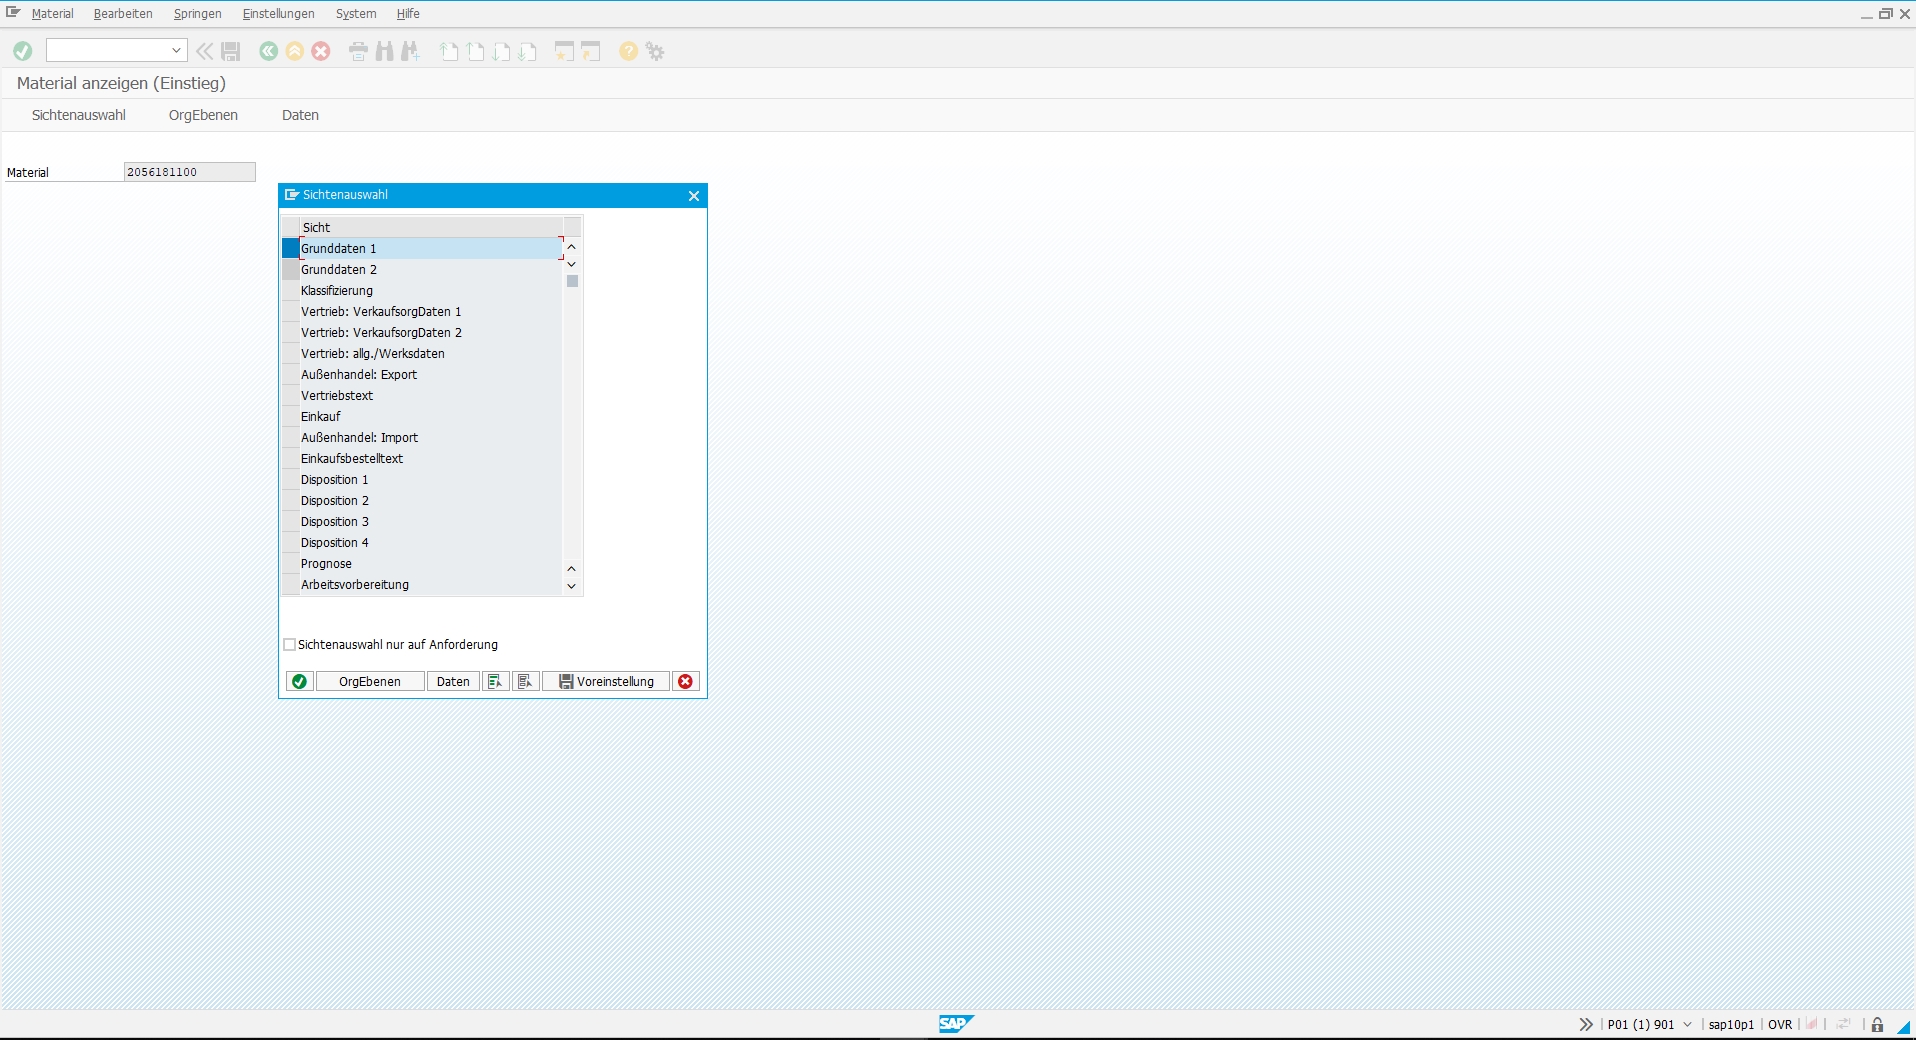 Material Bearbeiten Springen Einstellungen System Hilfe
Material anzeigen (Einstieg)
Sichtenauswahl OrgEbenen Daten
Material 2056181100
Sichtenauswahl
Sicht
Grunddaten 1
Grunddaten 2
Klassifizierung
Vertrieb: VerkaufsorgDaten 1
Vertrieb: VerkaufsorgDaten 2
Vertrieb: allg./Werksdaten
Außenhandel: Export
Vertriebstext
Einkauf
Außenhandel: Import
Einkaufsbestelltext
Disposition 1
Disposition 2
Disposition 3
Disposition 4
Prognose
Arbeitsvorbereitung
Sichtenauswahl nur auf Anforderung
OrgEbenen Daten Voreinstellung
SAP P01 (1) 901 sap10p1 OVR